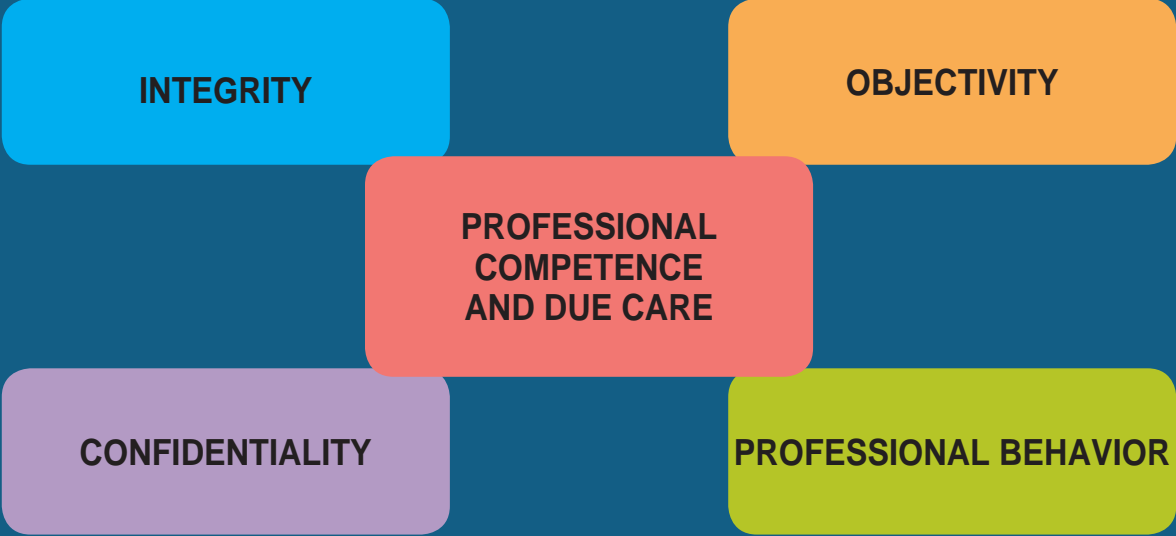 INTEGRITY
OBJECTIVITY
PROFESSIONAL
COMPETENCE
AND DUE CARE
CONFIDENTIALITY
PROFESSIONAL BEHAVIOR